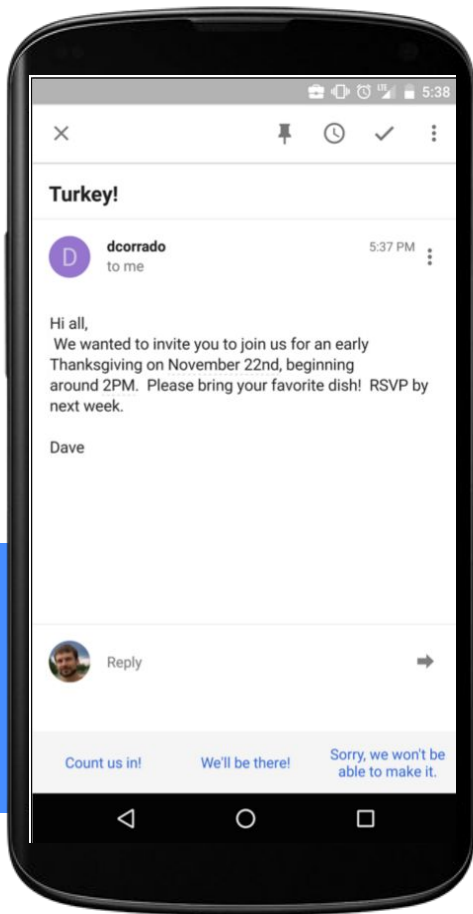 LTE 5:38
Turkey!
D dcorrado 5:37 PM
to me
Hi all,
We wanted to invite you to join us for an early
Thanksgiving on November 22nd, beginning
around 2PM. Please bring your favorite dish! RSVP by
next week.
Dave
Reply
Count us in! We'll be there! Sorry, we won't be
able to make it.